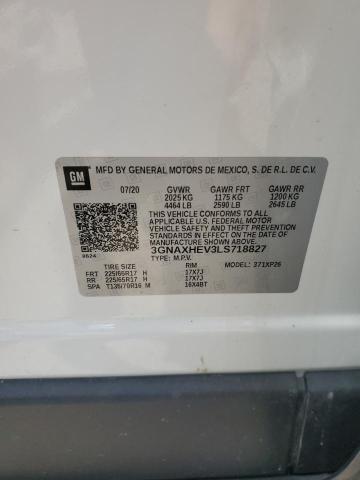 GM
MFD BY GENERAL MOTORS DE MEXICO, S. DE R.L. DE C.V.
07/20 GVWR GAWR FRT GAWR RR
2025 KG 1175 KG 1200 KG
4464 LB 2590 LB 2645 LB
THIS VEHICLE CONFORMS TO ALL
APPLICABLE U.S. FEDERAL MOTOR
VEHICLE SAFETY, BUMPER, AND
THEFT PREVENTION STANDARDS IN
EFFECT ON THE DATE OF
MANUFACTURE SHOWN ABOVE.
3GNAXHEV3LS718827
9624 TYPE: M.P.V. MODEL: 371XP26
TIRE SIZE RIM
FRT 225/65R17 H 17X7J
RR 225/65R17 H 17X7J
SPA T135/70R16 M 16X4BT